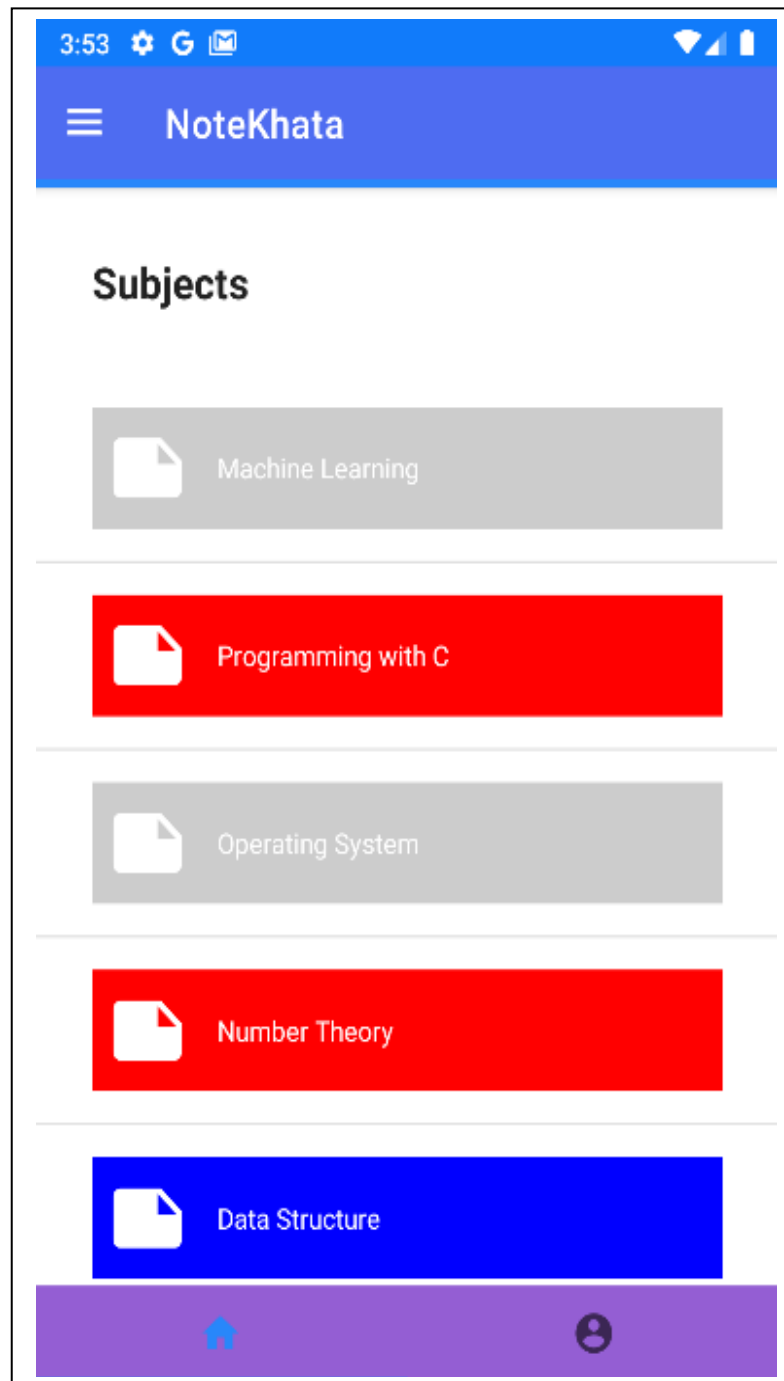 3:53 G M
NoteKhata
Subjects
Machine Learning
Programming with C
Operating System
Number Theory
Data Structure